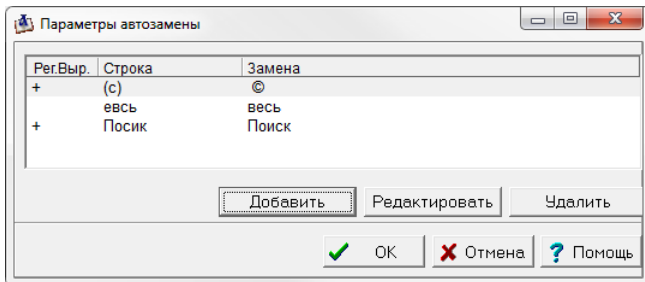 Параметры автозамены
Рег.Выр. Строка Замена
+ (c) ©
евсь весь
+ Посик Поиск
Добавить Редактировать Удалить
OK Отмена ? Помощь